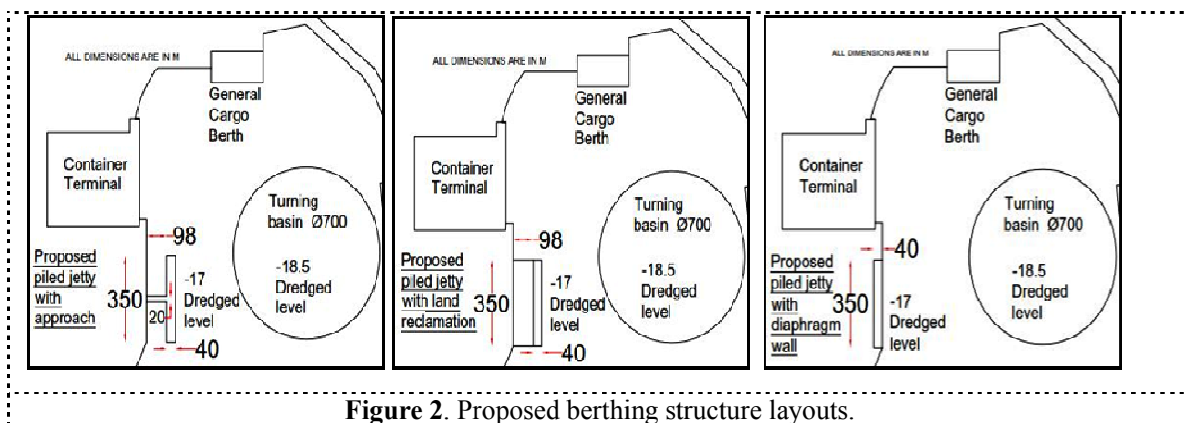 ALL DIMENSIONS ARE IN M
General
Cargo
Berth
Container
Terminal
Turning
basin Ø700
-18.5
Dredged
level
98
Proposed
piled jetty
with
approach
350
20
-17
Dredged
level
40
ALL DIMENSIONS ARE IN M
General
Cargo
Berth
Container
Terminal
Turning
basin Ø700
-18.5
Dredged
level
98
Proposed
piled jetty
with land
reclamation
350
-17
Dredged
level
40
ALL DIMENSIONS ARE IN M
General
Cargo
Berth
Container
Terminal
Turning
basin Ø700
-18.5
Dredged
level
40
Proposed
piled jetty
with
diaphragm
wall
350
-17
Dredged
level
Figure 2. Proposed berthing structure layouts.